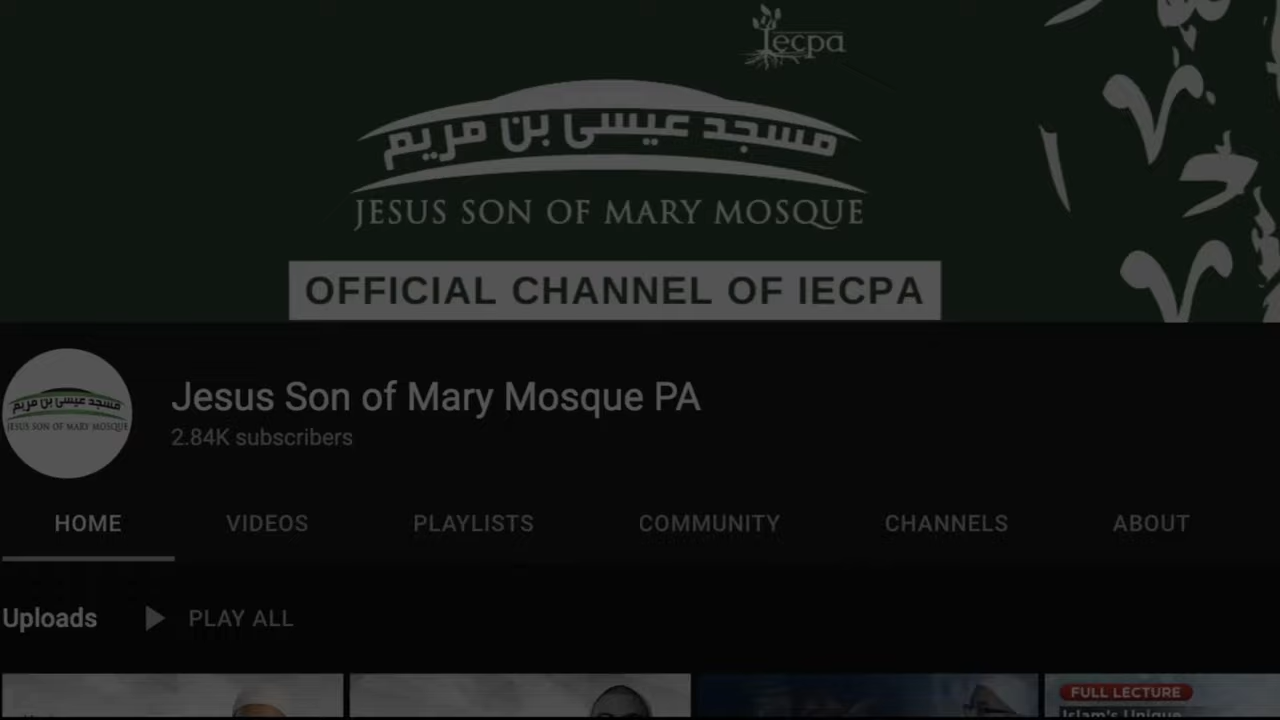 Iecpa
مسجد عيسى بن مريم
JESUS SON OF MARY MOSQUE
OFFICIAL CHANNEL OF IECPA
مسجد عيسى بن مريم
JESUS SON OF MARY MOSQUE
Jesus Son of Mary Mosque PA
2.84K subscribers
HOME VIDEOS PLAYLISTS COMMUNITY CHANNELS ABOUT
Uploads PLAY ALL
FULL LECTURE
Islam's Unique